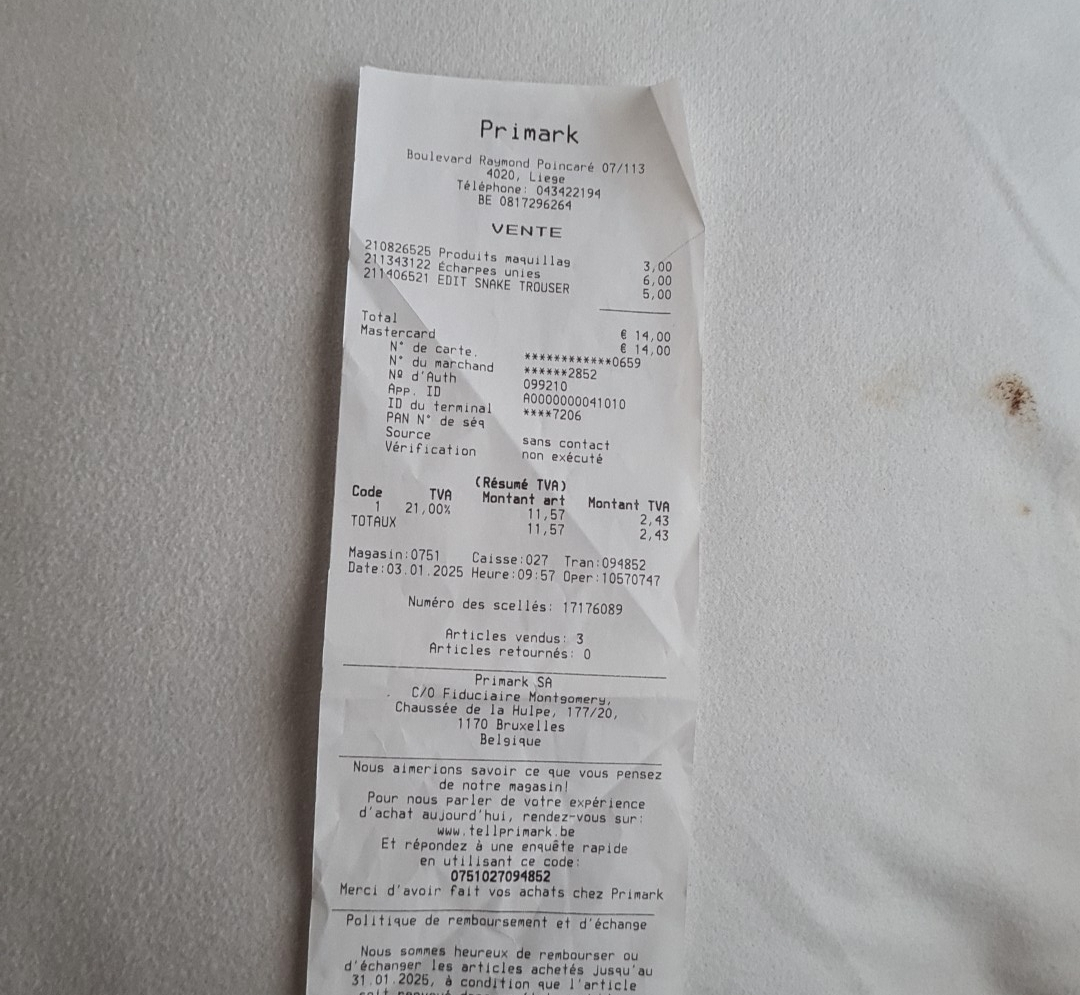 Primark
Boulevard Raymond Poincaré 07/113
4020, Liege
Téléphone: 043422194
BE 0817296264
VENTE
210826525 Produits maquillag 3,00
211343122 Écharpes unies 6,00
211406521 EDIT SNAKE TROUSER 5,00
Total € 14,00
Mastercard € 14,00
N° de carte. ************0659
N° du marchand ******2852
Nº d'Auth 099210
App. ID A0000000041010
ID du terminal ****7206
PAN N° de séq
Source sans contact
Vérification non exécuté
(Résumé TVA)
Code TVA Montant art Montant TVA
1 21,00% 11,57 2,43
TOTAUX 11,57 2,43
Magasin:0751 Caisse:027 Tran:094852
Date:03.01.2025 Heure:09:57 Oper:10570747
Numéro des scellés: 17176089
Articles vendus: 3
Articles retournés: 0
Primark SA
C/O Fiduciaire Montgomery,
Chaussée de la Hulpe, 177/20,
1170 Bruxelles
Belgique
Nous aimerions savoir ce que vous pensez
de notre magasin!
Pour nous parler de votre expérience
d'achat aujourd'hui, rendez-vous sur:
www.tellprimark.be
Et répondez à une enquête rapide
en utilisant ce code:
0751027094852
Merci d'avoir fait vos achats chez Primark
Politique de remboursement et d'échange
Nous sommes heureux de rembourser ou
d'échanger les articles achetés jusqu'au
31.01.2025, à condition que l'article